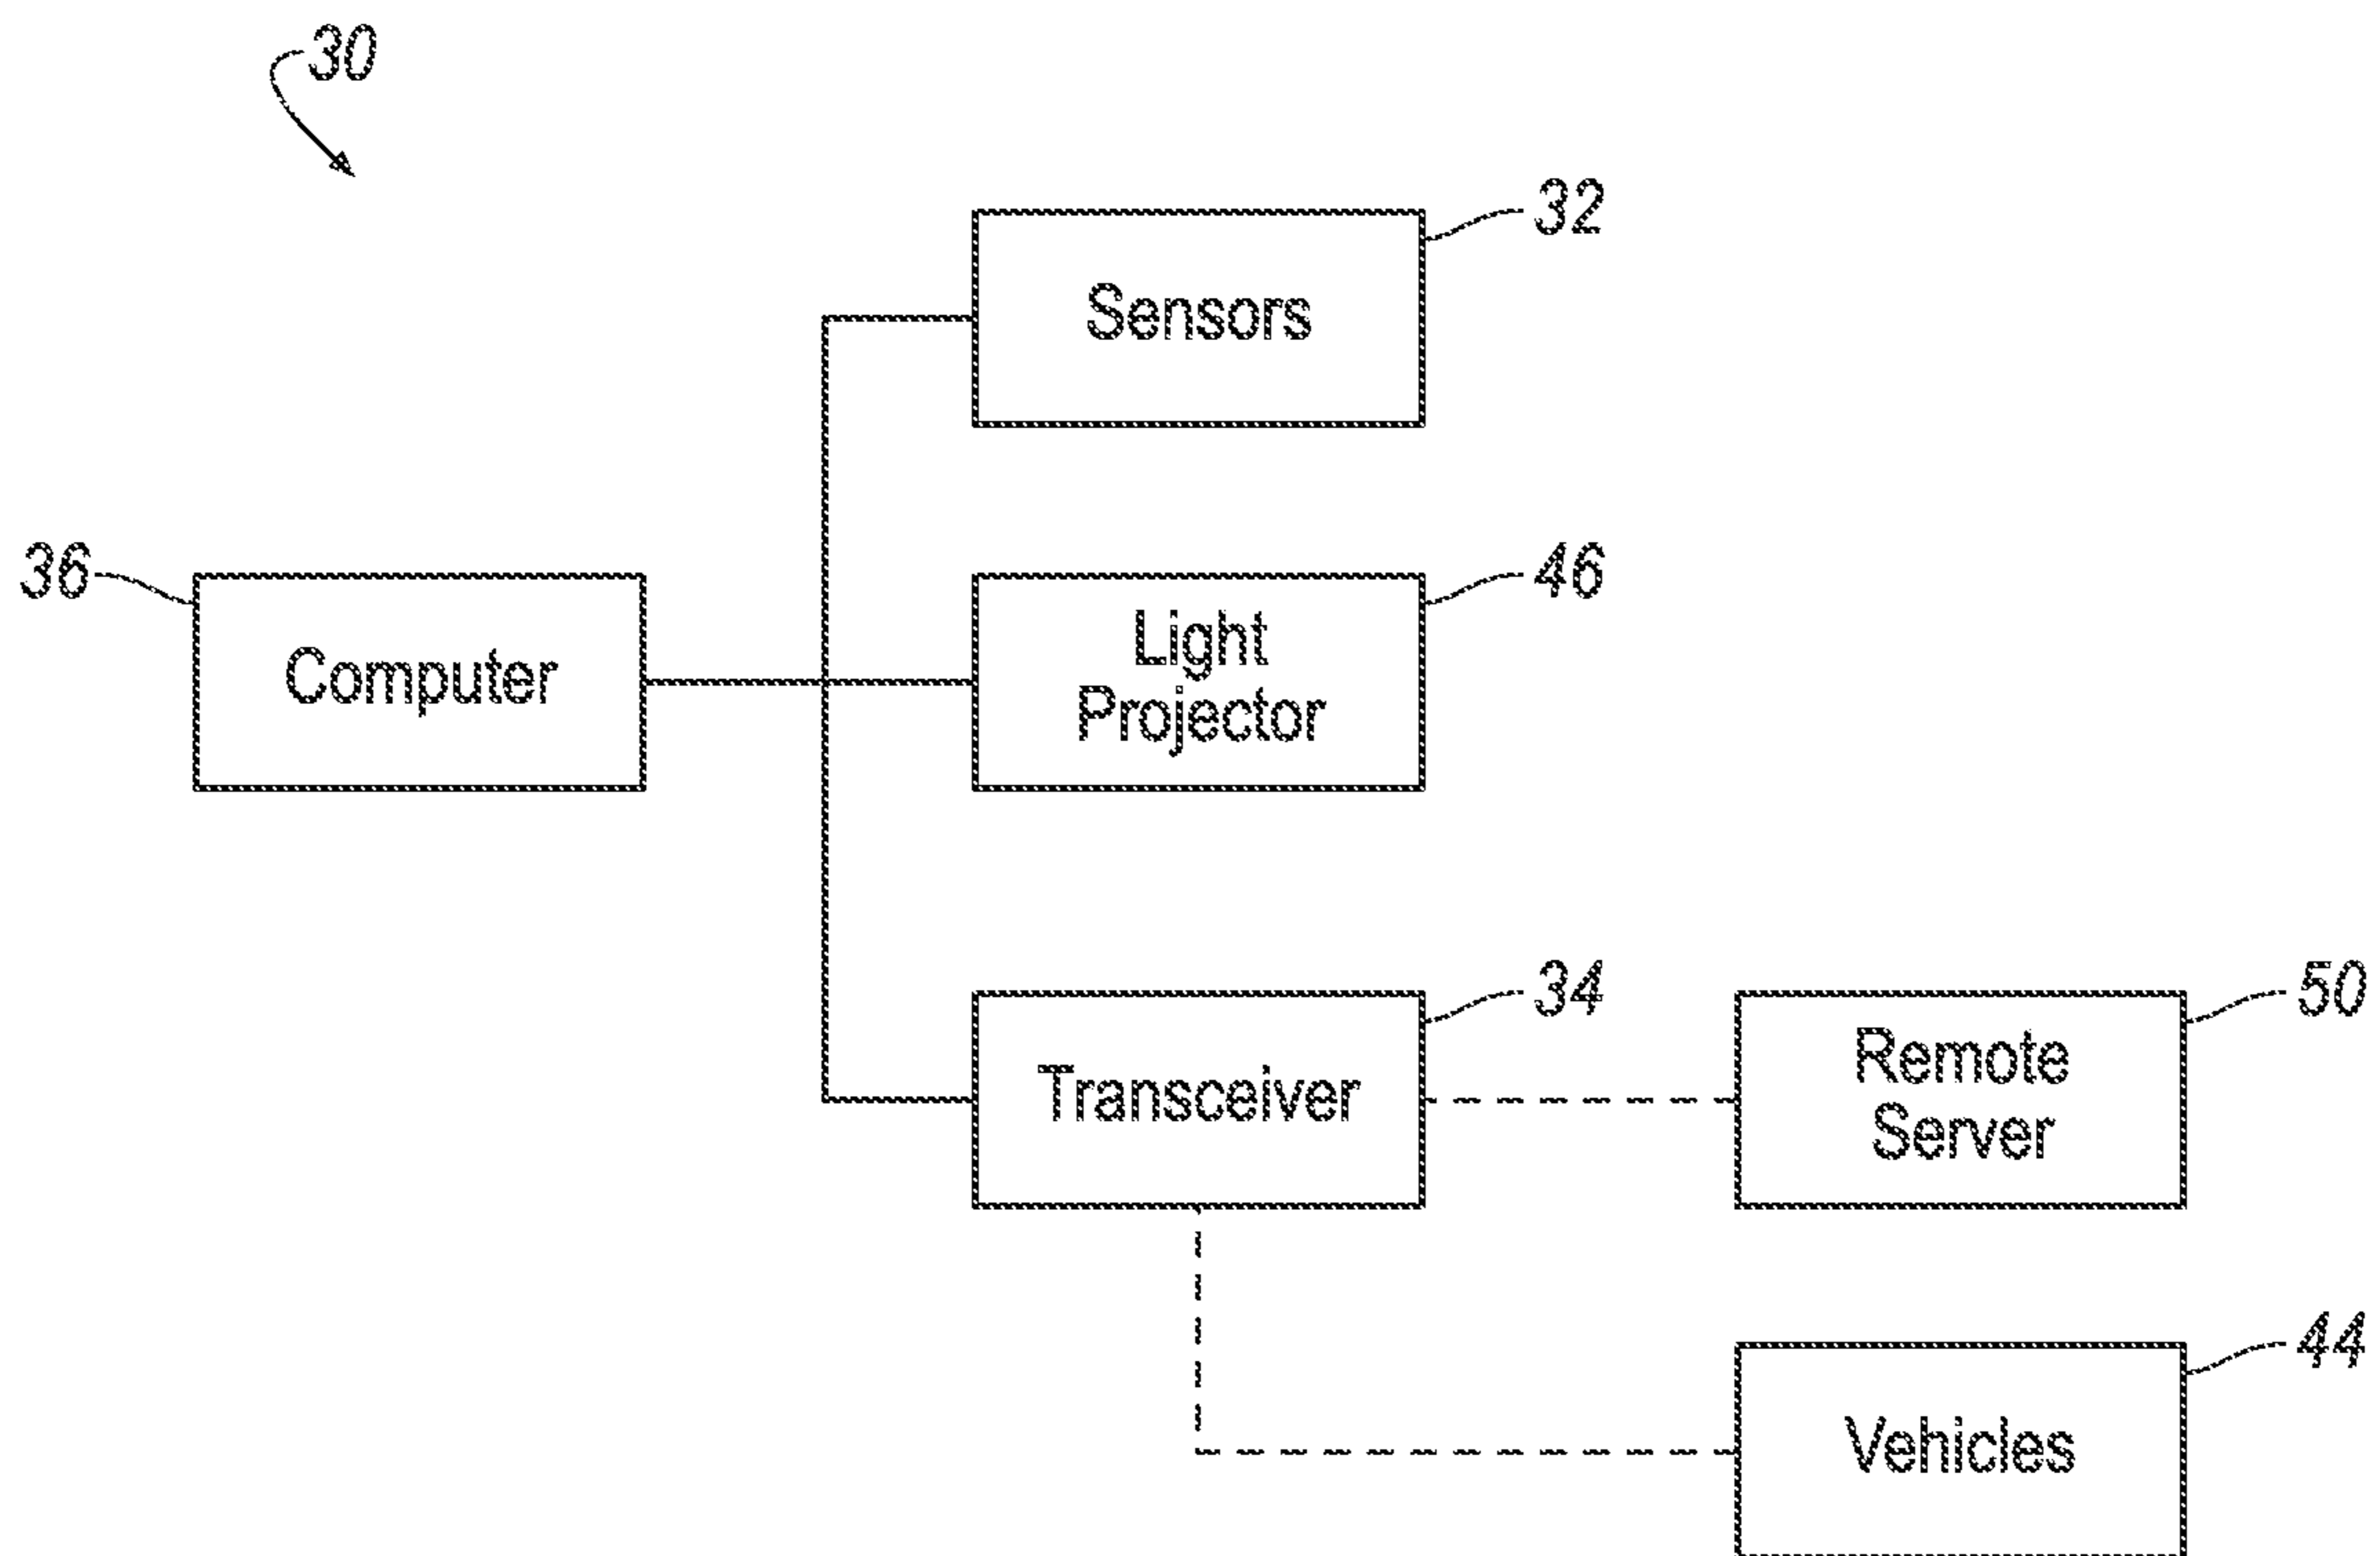 30
32
Sensors
36
Computer
46
Light
Projector
34
Transceiver
50
Remote
Server
44
Vehicles